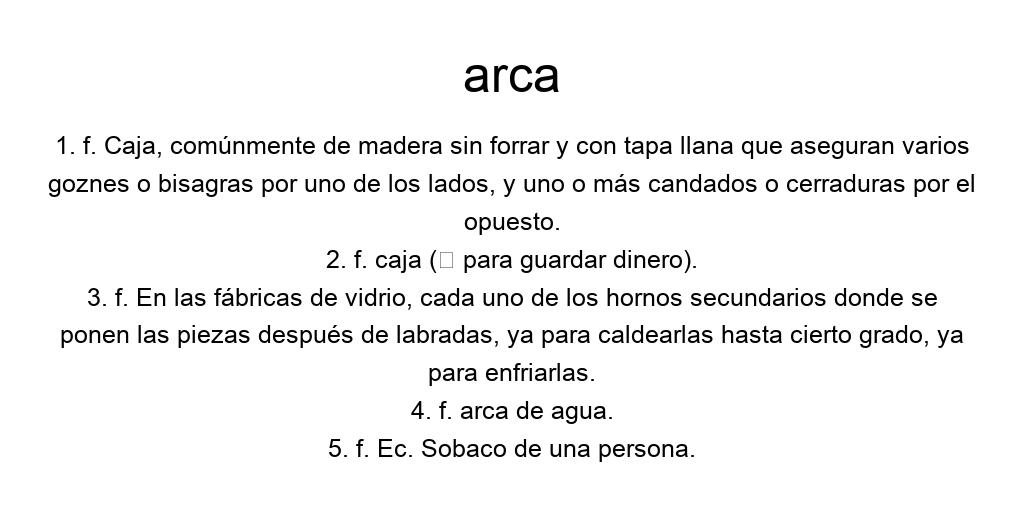 arca
1. f. Caja, comúnmente de madera sin forrar y con tapa llana que aseguran varios
goznes o bisagras por uno de los lados, y uno o más candados o cerraduras por el
opuesto.
2. f. caja (□ para guardar dinero).
3. f. En las fábricas de vidrio, cada uno de los hornos secundarios donde se
ponen las piezas después de labradas, ya para caldearlas hasta cierto grado, ya
para enfriarlas.
4. f. arca de agua.
5. f. Ec. Sobaco de una persona.